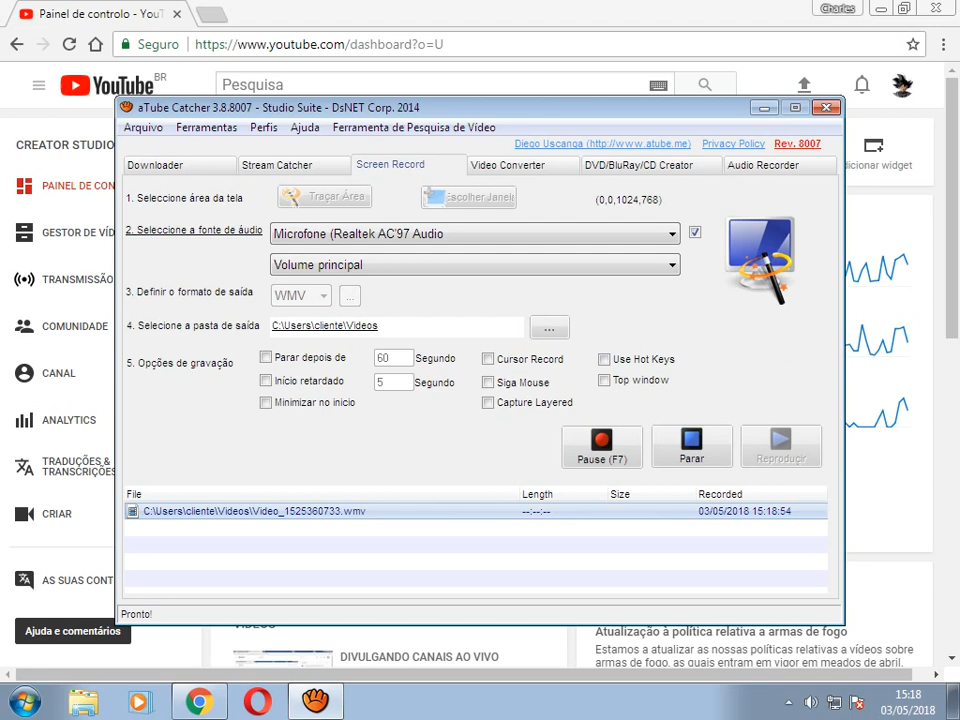 Painel de controlo - YouT
Charles
Seguro
https://www.youtube.com/dashboard?o=U
YouTube BR
Pesquisa
CREATOR STUDIO
PAINEL DE CON
GESTOR DE VÍD
TRANSMISSÃO
COMUNIDADE
CANAL
ANALYTICS
TRADUÇÕES &
TRANSCRIÇÕES
CRIAR
AS SUAS CONT
Ajuda e comentários
dicionar widget
aTube Catcher 3.8.8007 - Studio Suite - DsNET Corp. 2014
Arquivo Ferramentas Perfis Ajuda Ferramenta de Pesquisa de Vídeo
Diego Uscanga (http://www.atube.me) Privacy Policy Rev. 8007
Downloader Stream Catcher Screen Record Video Converter DVD/BluRay/CD Creator Audio Recorder
1. Seleccione área da tela Traçar Área Escolher Janela (0,0,1024,768)
2. Seleccione a fonte de áudio Microfone (Realtek AC'97 Audio
Volume principal
3. Definir o formato de saída WMV ...
4. Selecione a pasta de saída C:\Users\cliente\Videos ...
5. Opções de gravação
Parar depois de 60 Segundo Cursor Record Use Hot Keys
Início retardado 5 Segundo Siga Mouse Top window
Minimizar no inicio Capture Layered
Pause (F7) Parar Reproduçir
File Length Size Recorded
C:\Users\cliente\Videos\Video_1525360733.wmv --:--:-- 03/05/2018 15:18:54
Pronto!
DIVULGANDO CANAIS AO VIVO
Atualização à política relativa a armas de fogo
Estamos a atualizar as nossas políticas relativas a vídeos sobre
armas de fogo, as quais entram em vigor em meados de abril.
15:18
03/05/2018